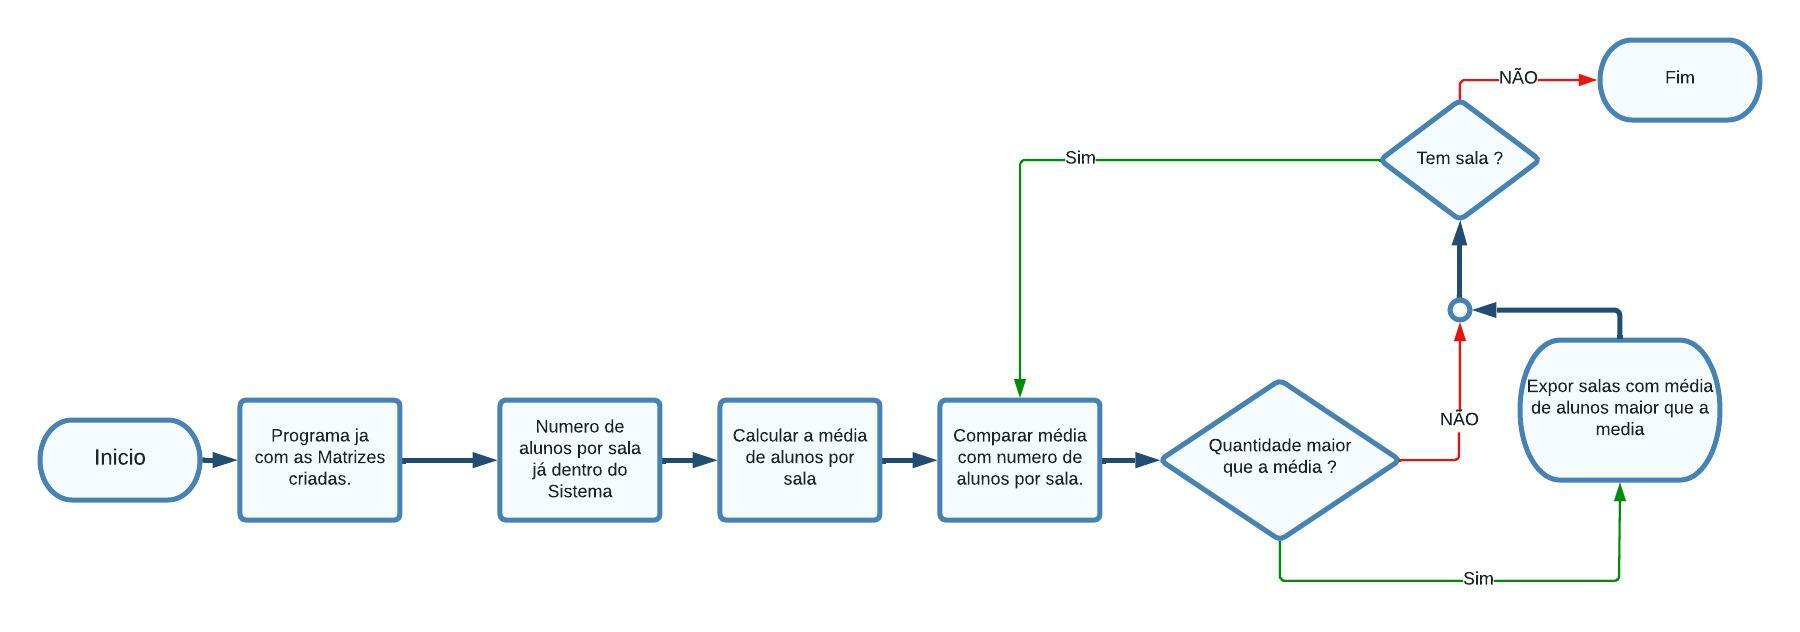 Inicio
Programa ja
com as Matrizes
criadas.
Numero de
alunos por sala
já dentro do
Sistema
Calcular a média
de alunos por
sala
Comparar média
com numero de
alunos por sala.
Quantidade maior
que a média ?
NÃO
Sim
Expor salas com média
de alunos maior que a
media
Tem sala ?
Sim
NÃO
Fim